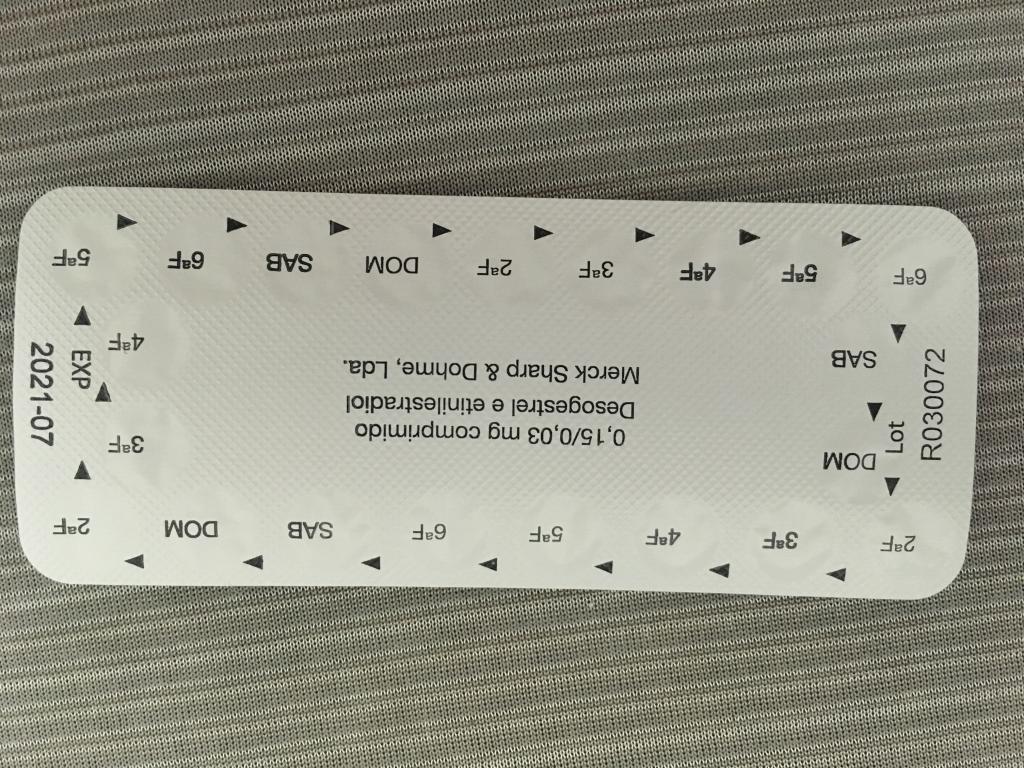 2ªF 3ªF 4ªF 5ªF 6ªF SAB DOM 2ªF
DOM
3ªF
0,15/0,03 mg comprimido
Desogestrel e etinilestradiol
Merck Sharp & Dohme, Lda.
SAB
4ªF
6ªF 5ªF 4ªF 3ªF 2ªF DOM SAB 6ªF 5ªF
Lot
R030072
EXP
2021-07